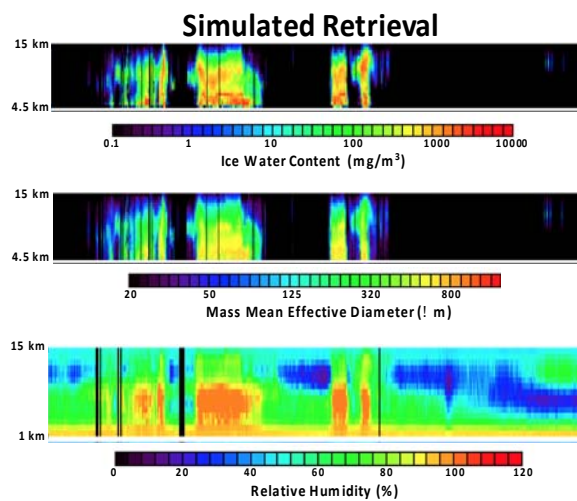 Simulated Retrieval
15 km
4.5 km
0.1 1 10 100 1000 10000
Ice Water Content (mg/m³)
15 km
4.5 km
20 50 125 320 800
Mass Mean Effective Diameter (! m)
15 km
1 km
0 20 40 60 80 100 120
Relative Humidity (%)